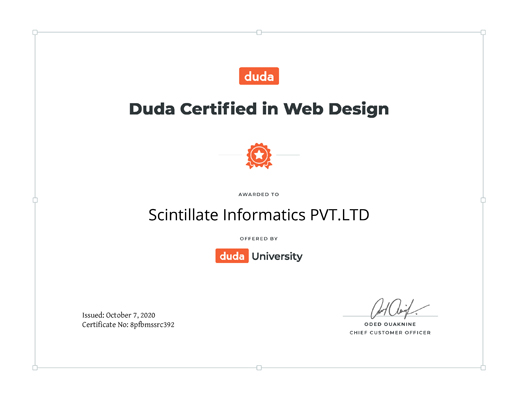 duda
Duda Certified in Web Design
AWARDED TO
Scintillate Informatics PVT.LTD
OFFERED BY
duda University
Issued: October 7, 2020
Certificate No: 8pfbmssrc392
ODED OUAKNINE
CHIEF CUSTOMER OFFICER